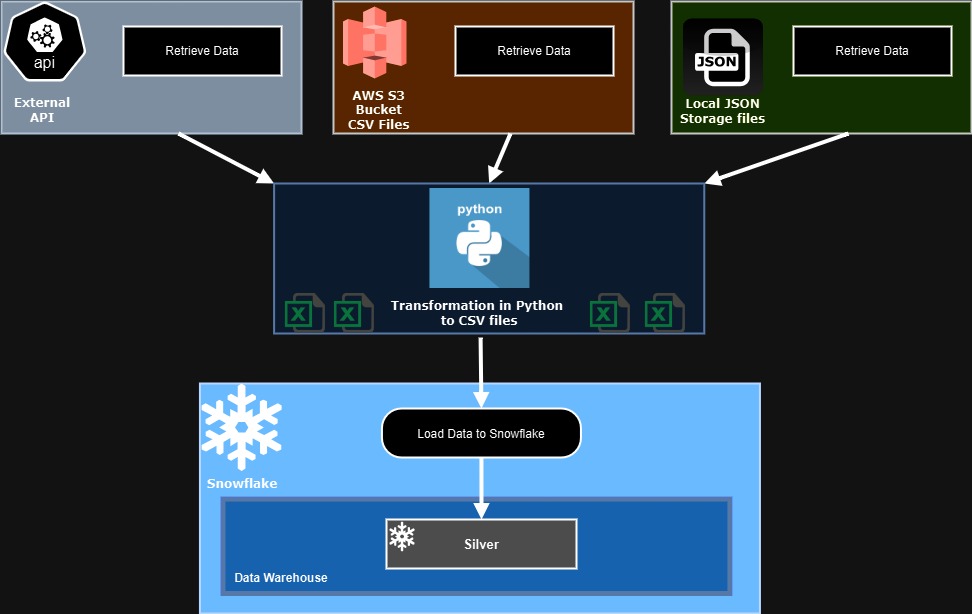 api
Retrieve Data
External
API
Retrieve Data
AWS S3
Bucket
CSV Files
JSON
Retrieve Data
Local JSON
Storage files
python
X
X
Transformation in Python
to CSV files
X
X
Load Data to Snowflake
Snowflake
Silver
Data Warehouse